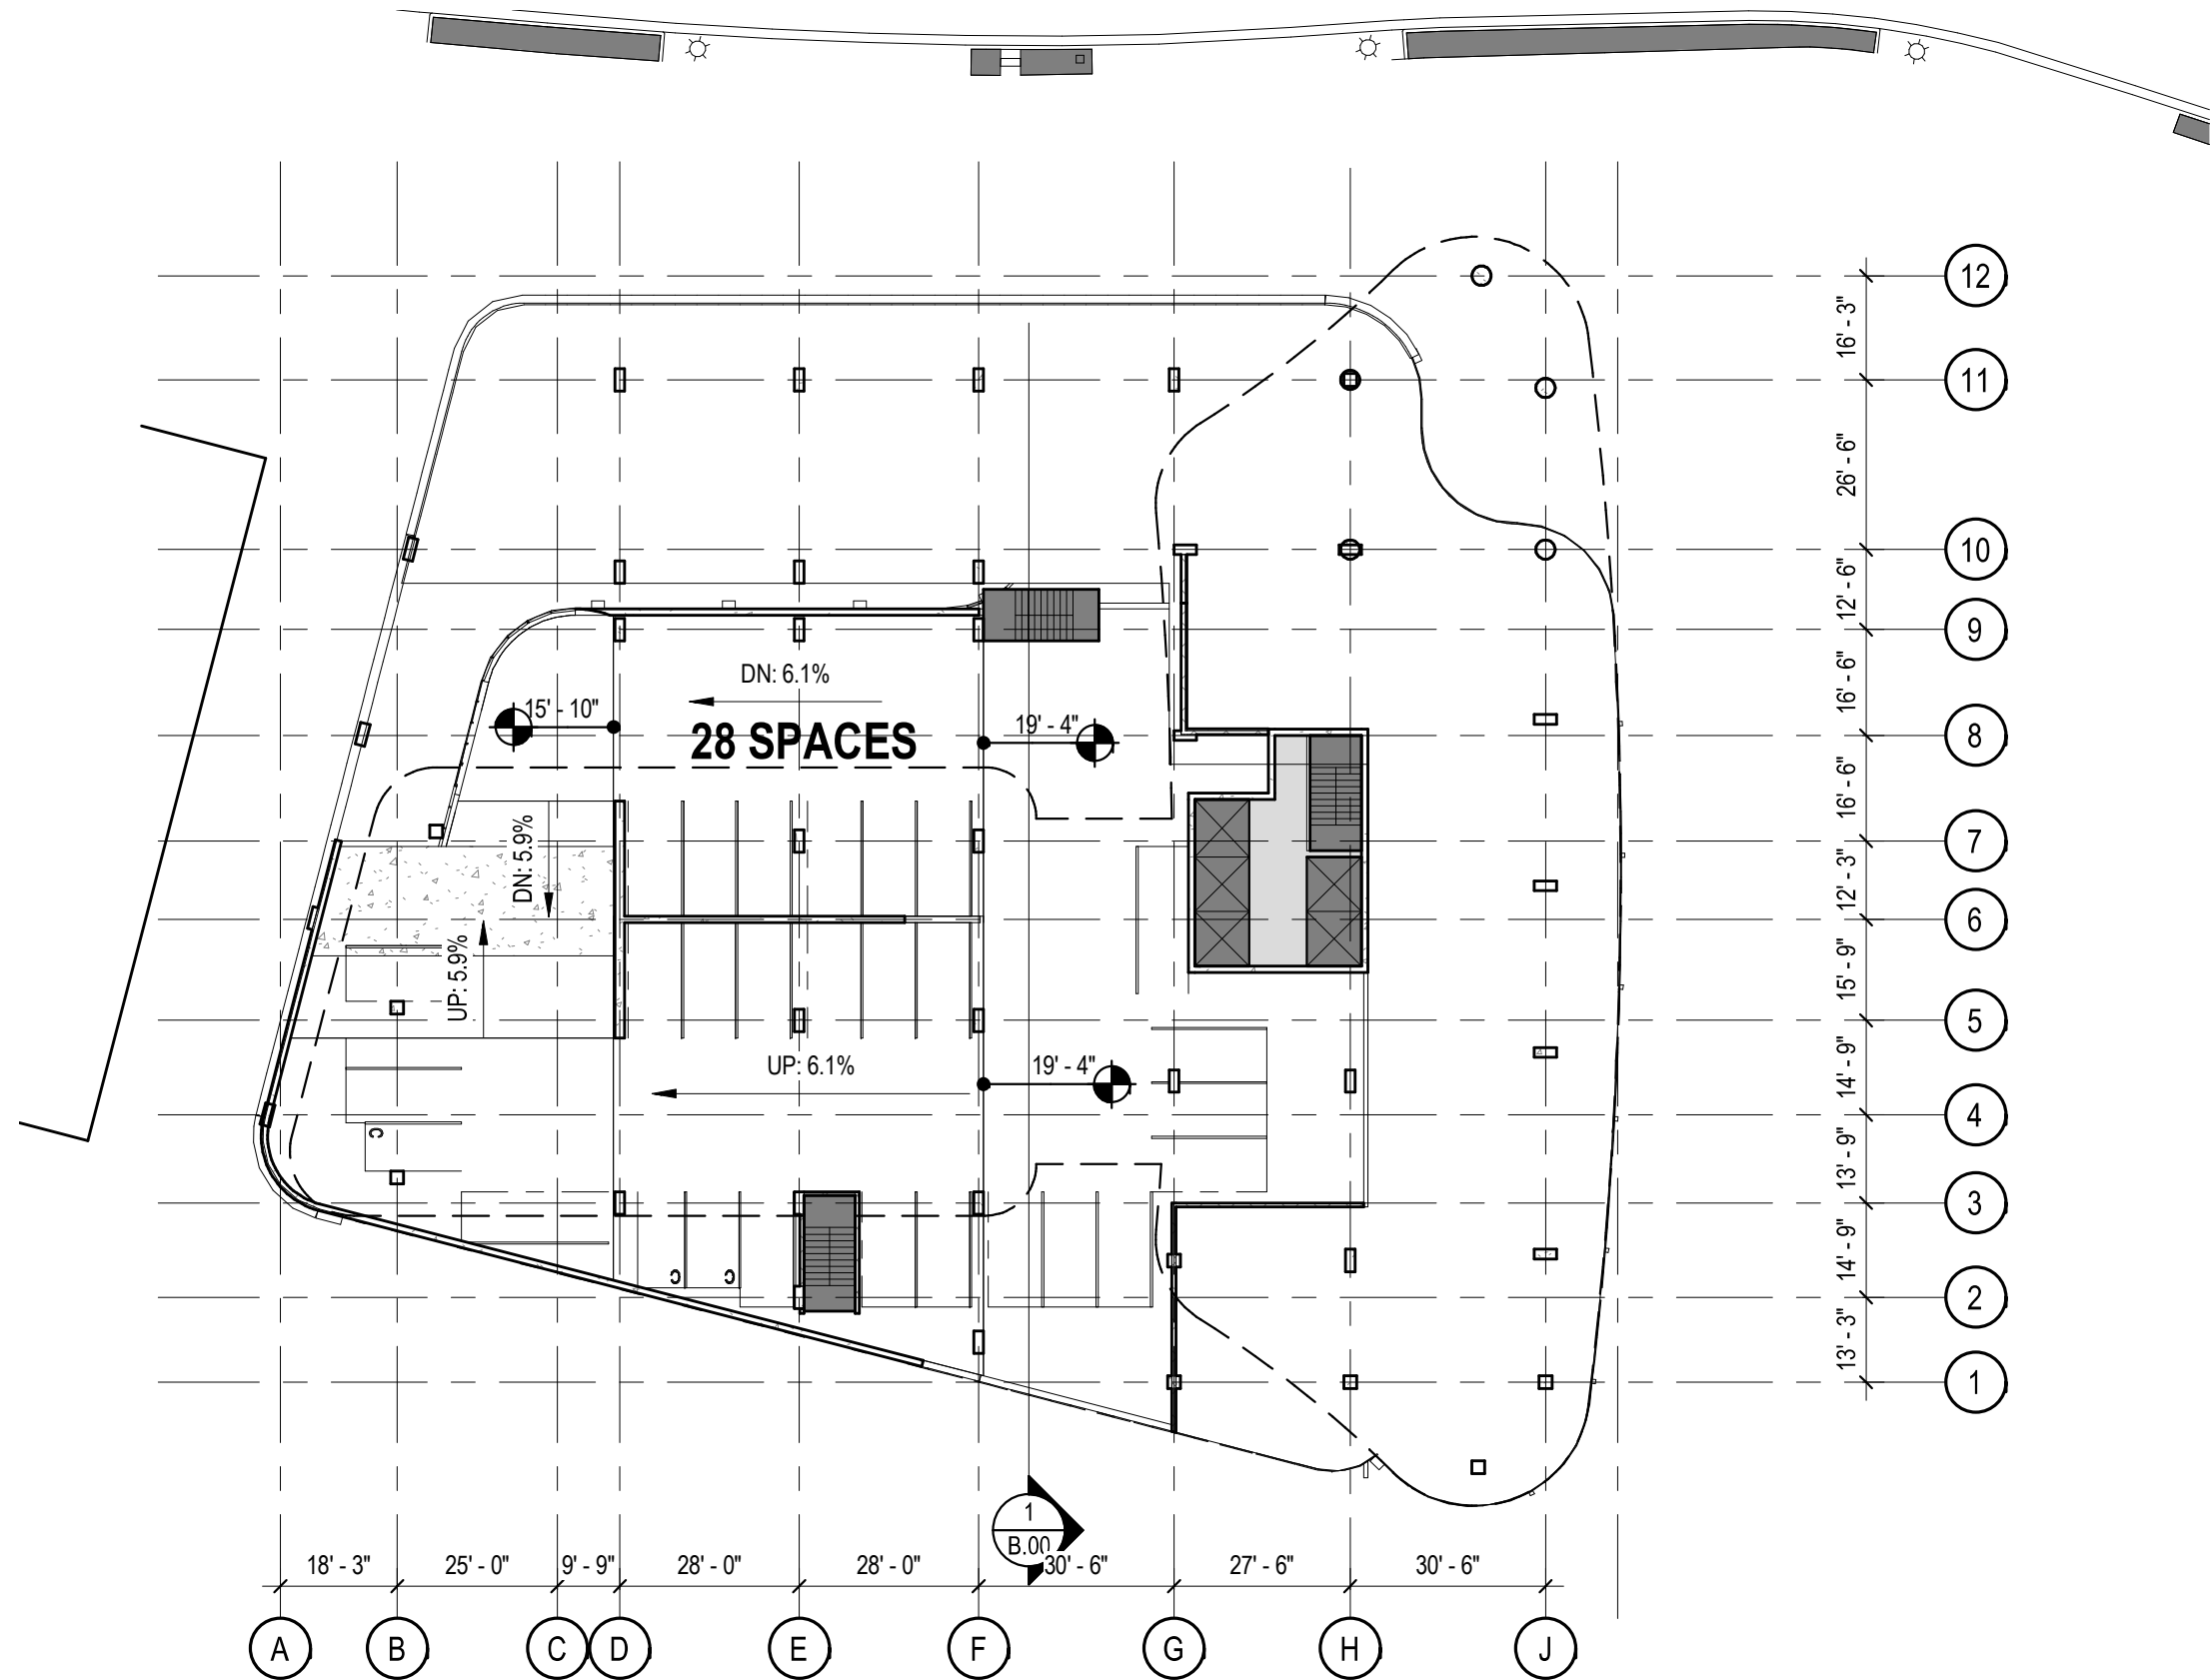 12
16' - 3"
11
26' - 6"
10
12' - 6"
9
DN: 6.1%
16' - 6"
15' - 10"
19' - 4"
28 SPACES
8
16' - 6"
DN: 5.9%
7
12' - 3"
6
UP: 5.9%
15' - 9"
5
UP: 6.1%
19' - 4"
14' - 9"
4
C
13' - 9"
3
C
C
14' - 9"
2
13' - 3"
1
1
B.00
18' - 3"
25' - 0"
9' - 9"
28' - 0"
28' - 0"
30' - 6"
27' - 6"
30' - 6"
A
B
C
D
E
F
G
H
J